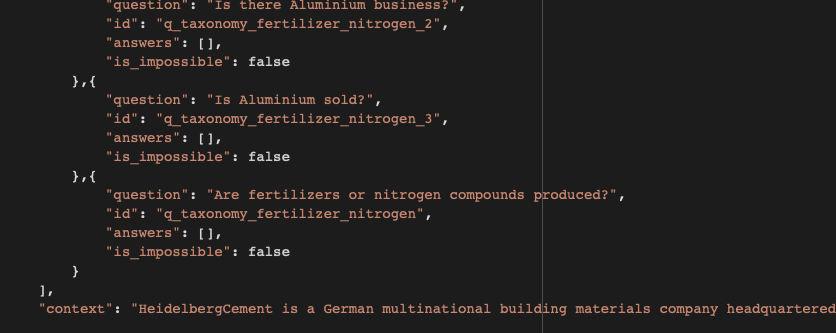 "question": "Is there Aluminium business?",
"id": "q_taxonomy_fertilizer_nitrogen_2",
"answers": [],
"is_impossible": false
},{
"question": "Is Aluminium sold?",
"id": "q_taxonomy_fertilizer_nitrogen_3",
"answers": [],
"is_impossible": false
},{
"question": "Are fertilizers or nitrogen compounds produced?",
"id": "q_taxonomy_fertilizer_nitrogen",
"answers": [],
"is_impossible": false
}
],
"context": "HeidelbergCement is a German multinational building materials company headquartered